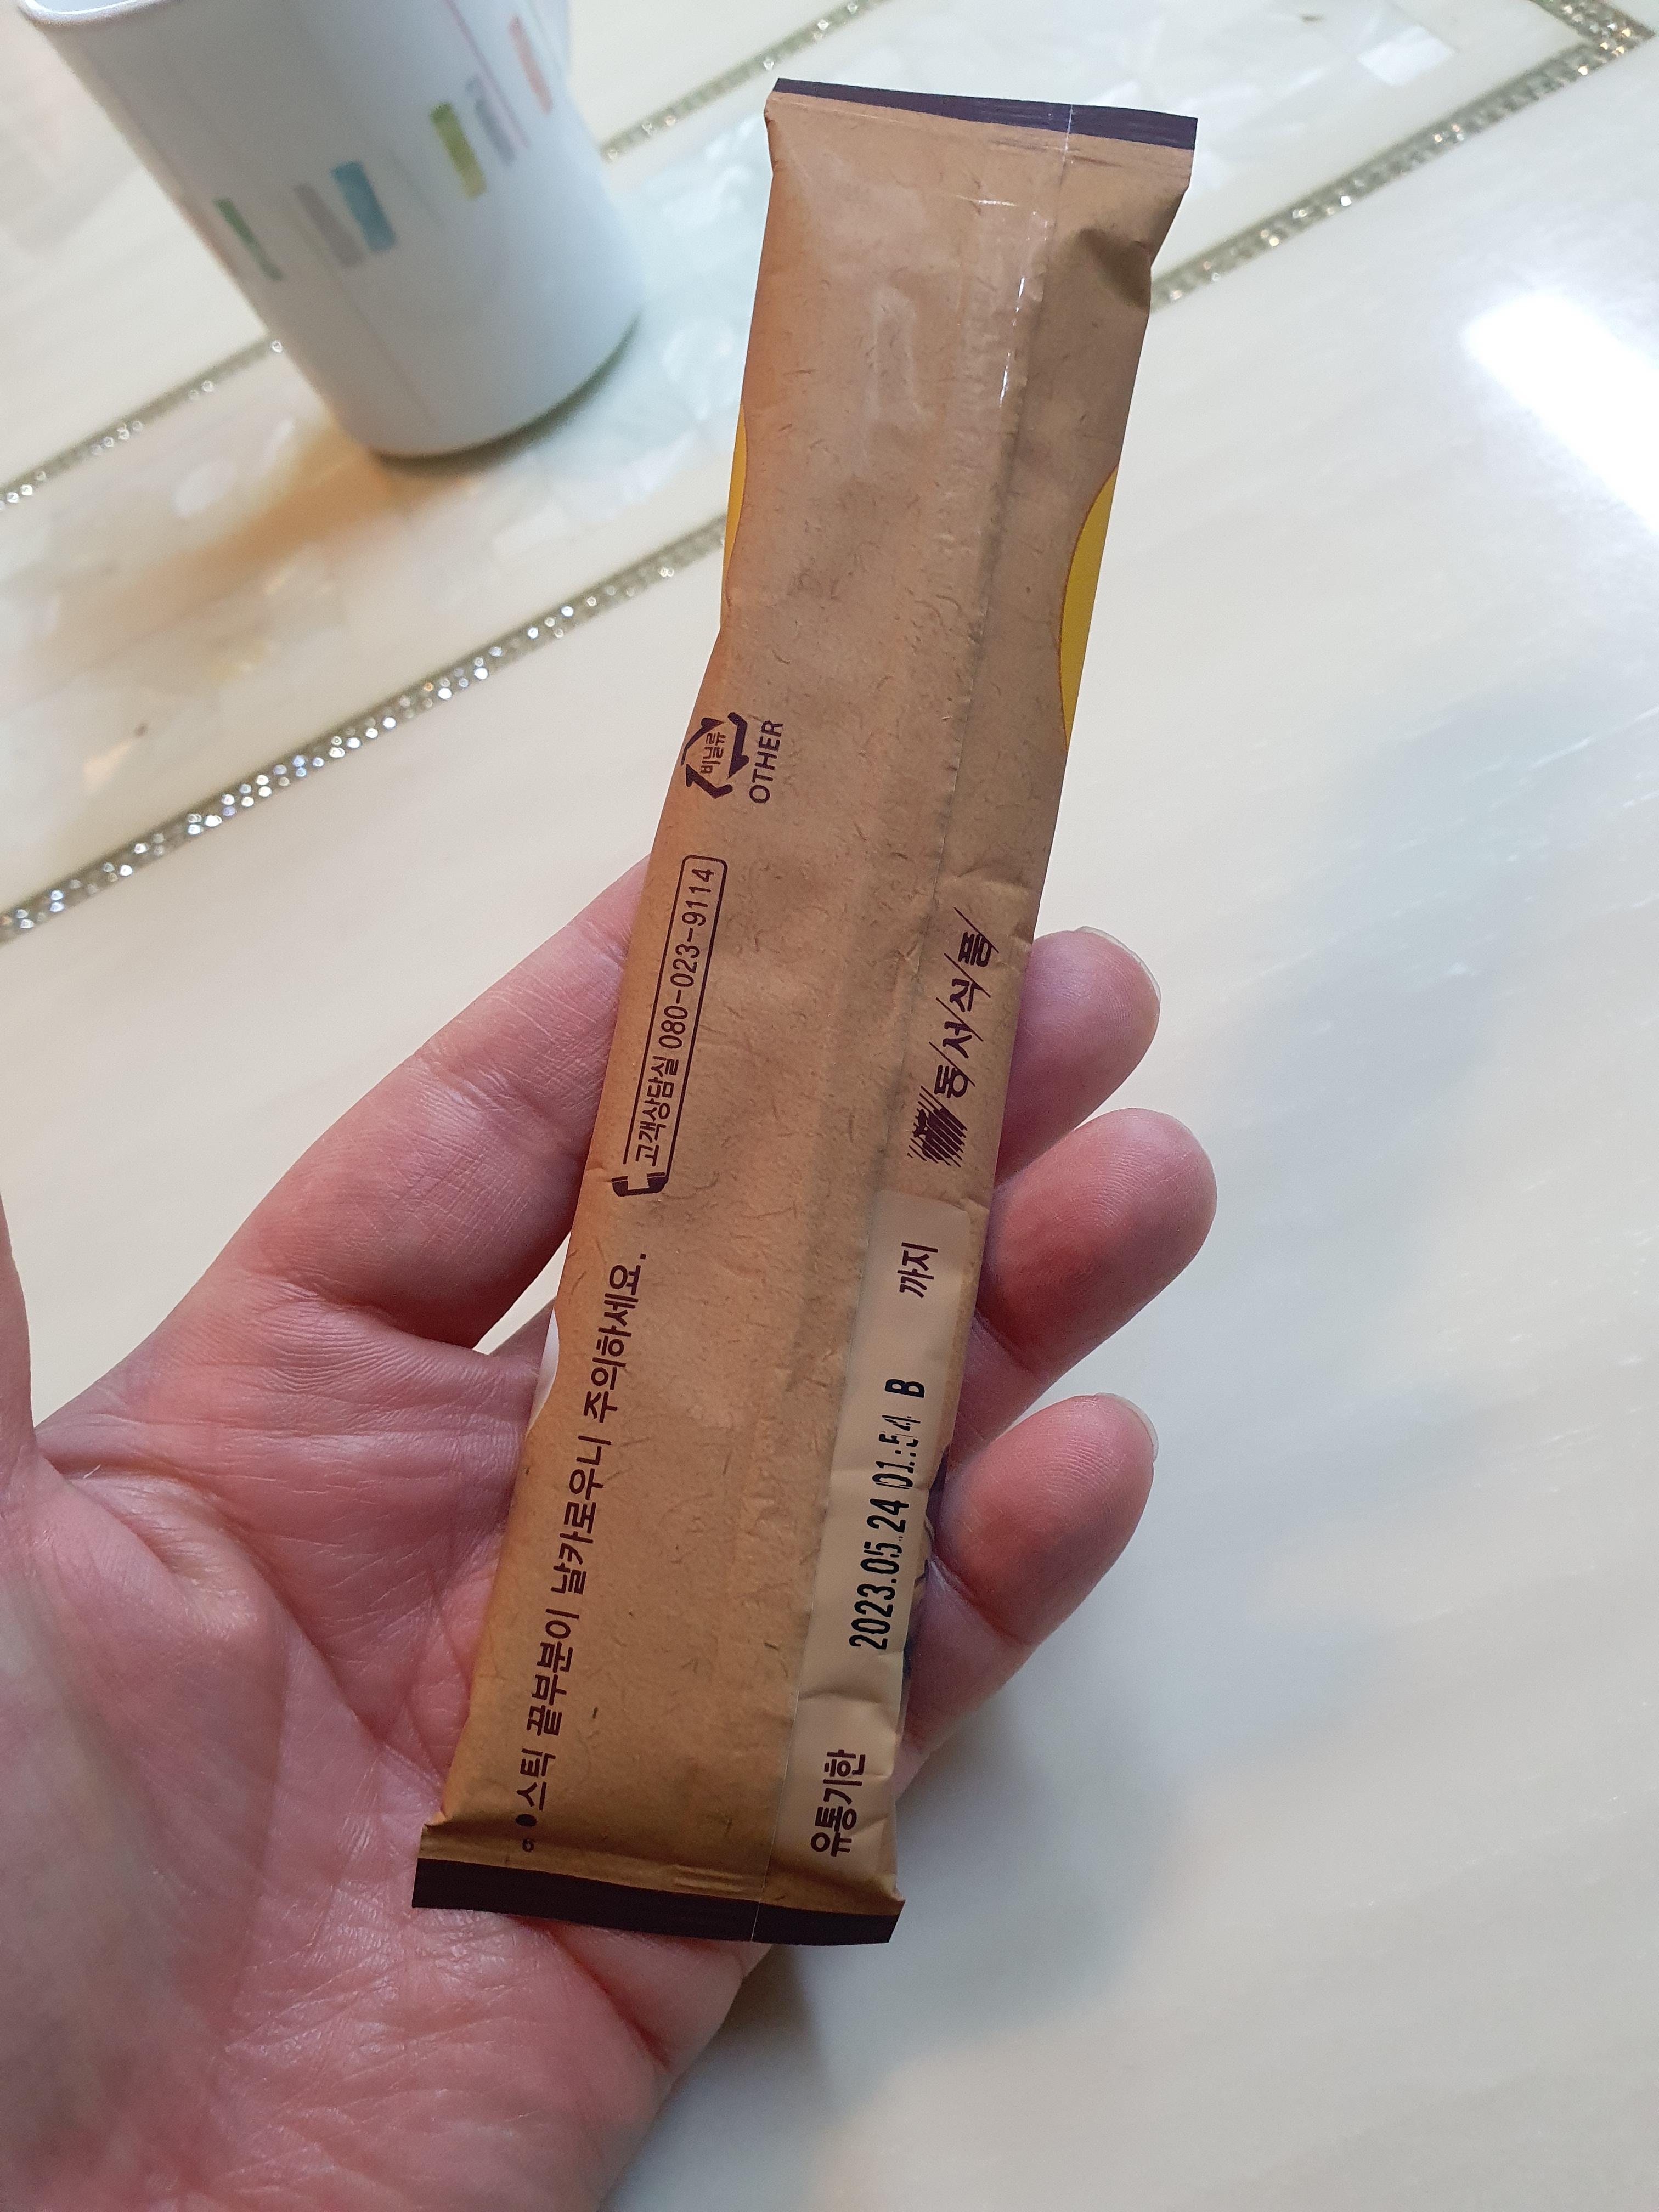 스틱 끝부분이 날카로우니 주의하세요.
고객상담실 080-023-9114
비닐류
OTHER
유통기한 2023.05.24 01:54 B 까지
동서식품